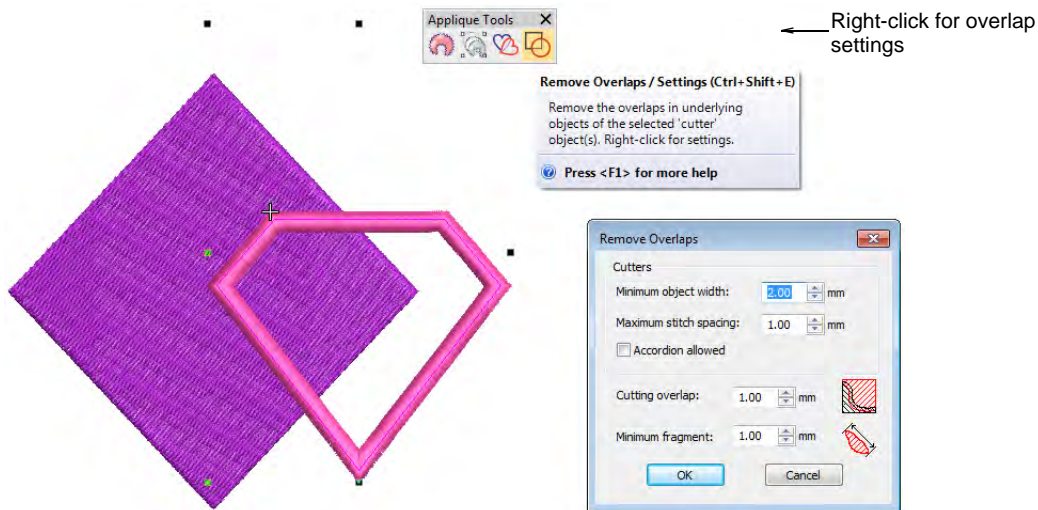 Applique Tools
Right-click for overlap
settings
Remove Overlaps / Settings (Ctrl+Shift+E)
Remove the overlaps in underlying
objects of the selected 'cutter'
object(s). Right-click for settings.
Press <F1> for more help
Remove Overlaps
Cutters
Minimum object width: 2.00 mm
Maximum stitch spacing: 1.00 mm
Accordion allowed
Cutting overlap: 1.00 mm
Minimum fragment: 1.00 mm
OK Cancel